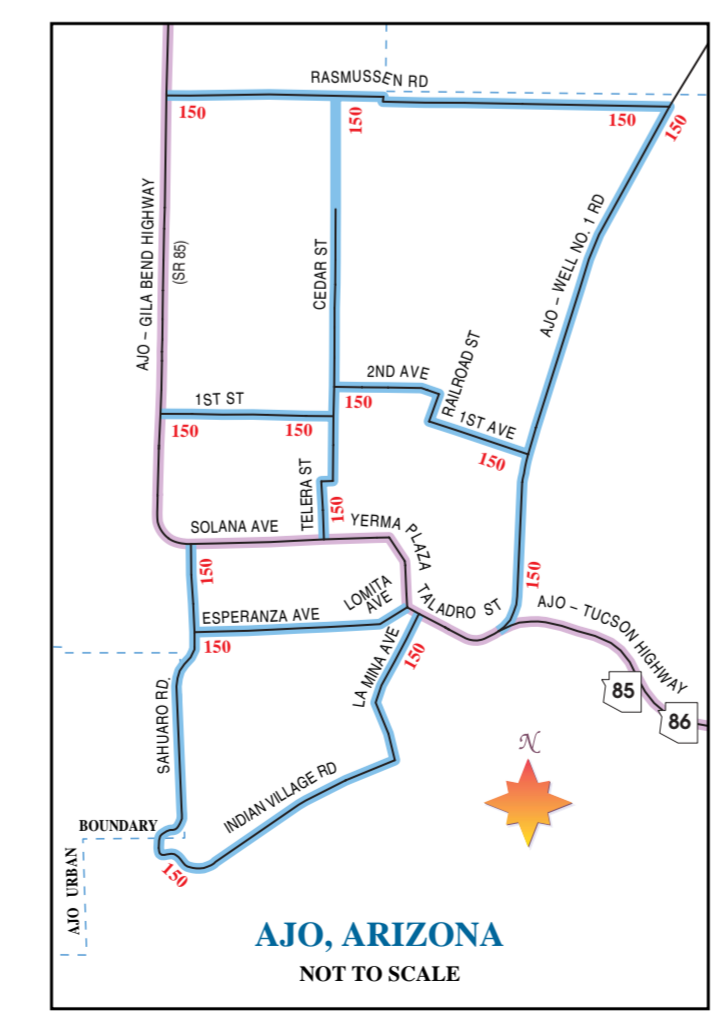 RASMUSSEN RD
150
150
150
150
AJO – GILA BEND HIGHWAY
(SR 85)
CEDAR ST
AJO – WELL NO. 1 RD
2ND AVE
RAILROAD ST
150
1ST ST
150
150
1ST AVE
150
TELERA ST
150
SOLANA AVE
YERMA PLAZA
150
150
LOMITA
AVE
TALADRO ST
AJO – TUCSON HIGHWAY
ESPERANZA AVE
150
LA MINA AVE
150
85
86
SAHUARO RD.
N
INDIAN VILLAGE RD
BOUNDARY
AJO URBAN
150
AJO, ARIZONA
NOT TO SCALE